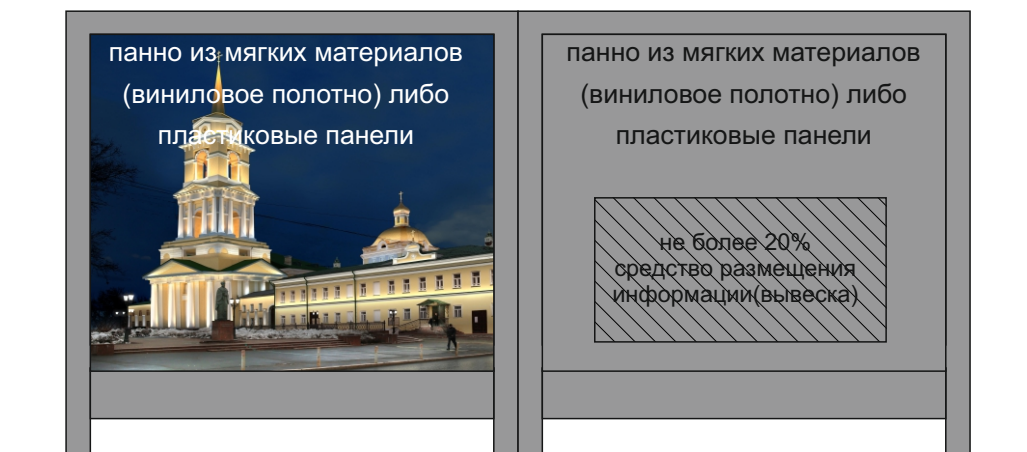 панно из мягких материалов
(виниловое полотно) либо
пластиковые панели
панно из мягких материалов
(виниловое полотно) либо
пластиковые панели
не более 20%
средство размещения
информации(вывеска)